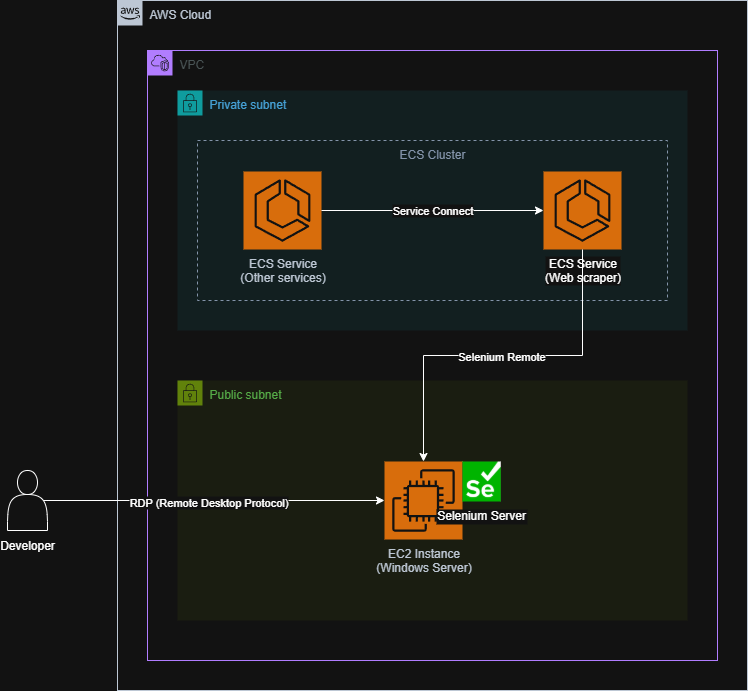 aws
AWS Cloud
VPC
Private subnet
ECS Cluster
Service Connect
ECS Service
(Other services)
ECS Service
(Web scraper)
Selenium Remote
Public subnet
Se
RDP (Remote Desktop Protocol)
Selenium Server
Developer
EC2 Instance
(Windows Server)